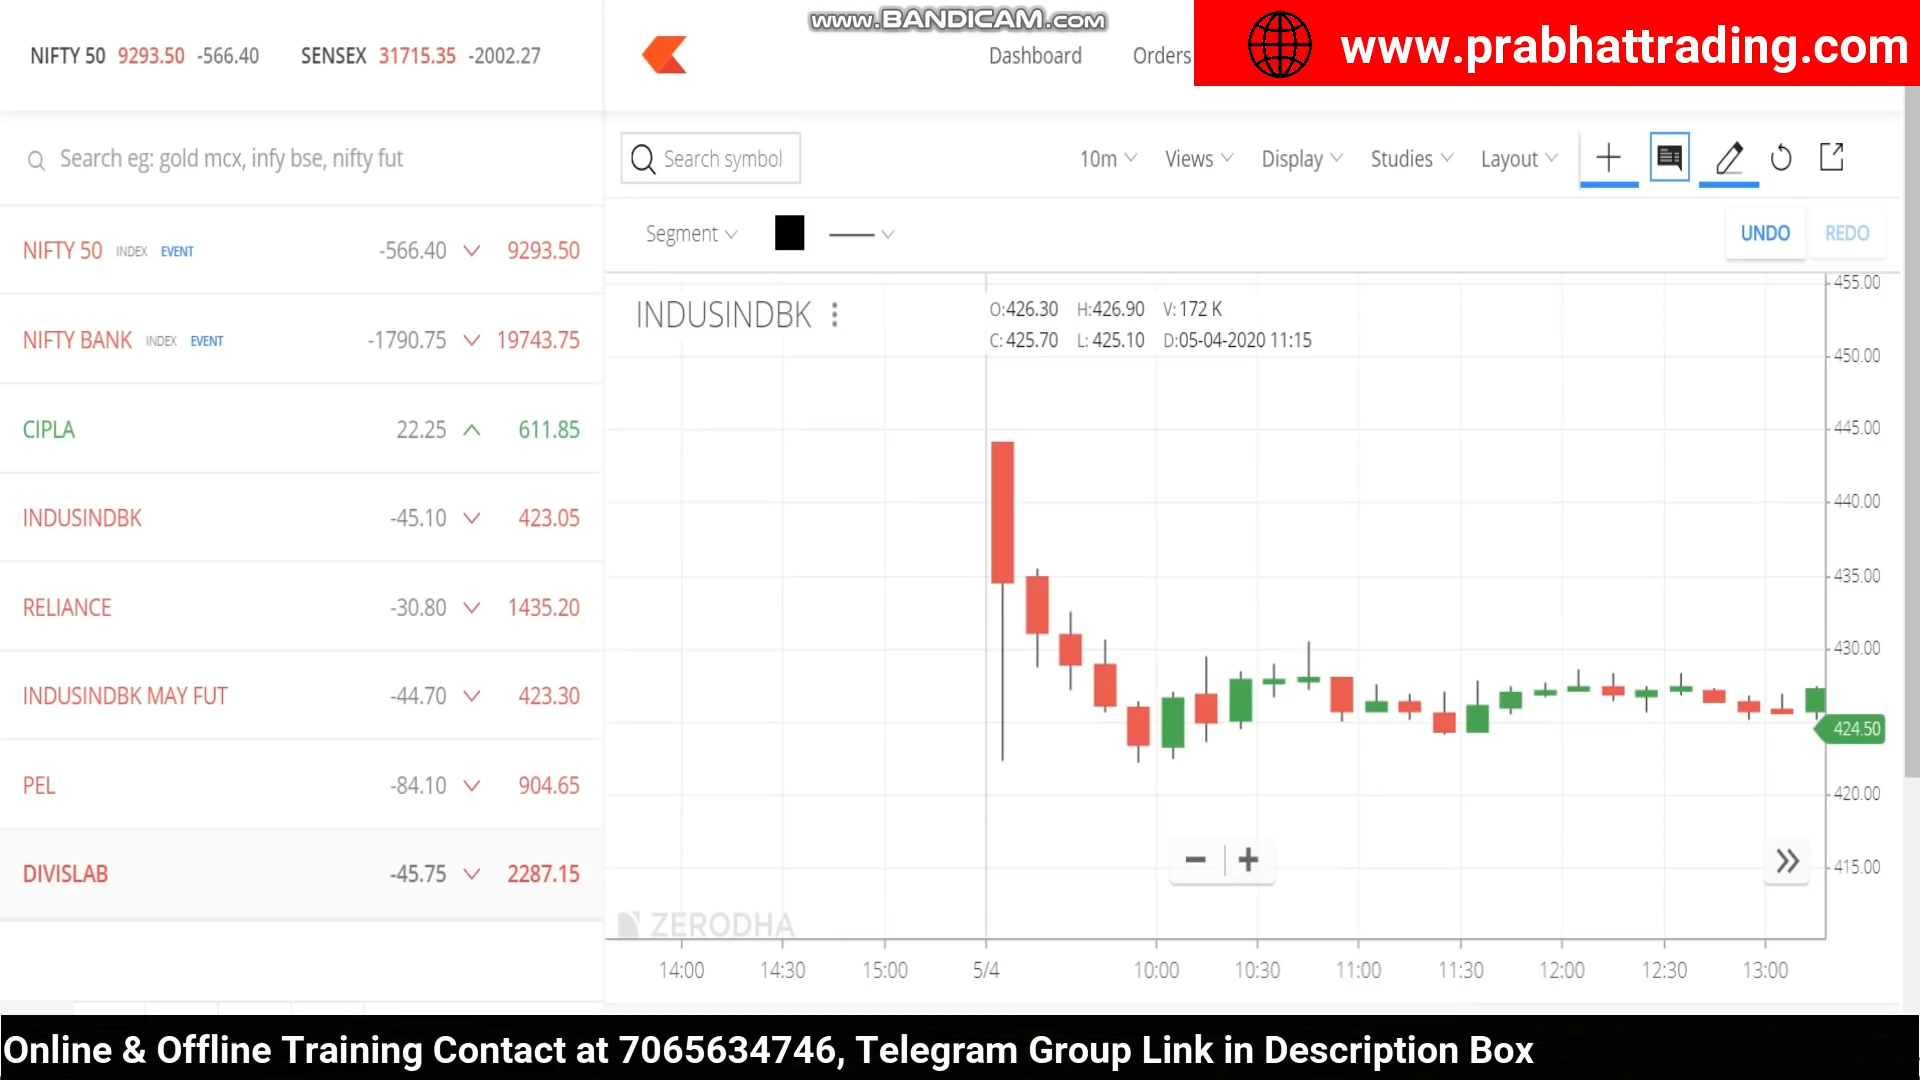 www.BANDICAM.com
www.prabhattrading.com
NIFTY 50 9293.50 -566.40 SENSEX 31715.35 -2002.27
Dashboard Orders
Search eg: gold mcx, infy bse, nifty fut
Search symbol 10m Views Display Studies Layout
Segment UNDO REDO
NIFTY 50 INDEX EVENT -566.40 9293.50
NIFTY BANK INDEX EVENT -1790.75 19743.75
CIPLA 22.25 611.85
INDUSINDBK -45.10 423.05
RELIANCE -30.80 1435.20
INDUSINDBK MAY FUT -44.70 423.30
PEL -84.10 904.65
DIVISLAB -45.75 2287.15
INDUSINDBK
O:426.30 H:426.90 V:172 K
C:425.70 L:425.10 D:05-04-2020 11:15
455.00
450.00
445.00
440.00
435.00
430.00
424.50
420.00
415.00
ZERODHA
14:00 14:30 15:00 5/4 10:00 10:30 11:00 11:30 12:00 12:30 13:00
Online & Offline Training Contact at 7065634746, Telegram Group Link in Description Box